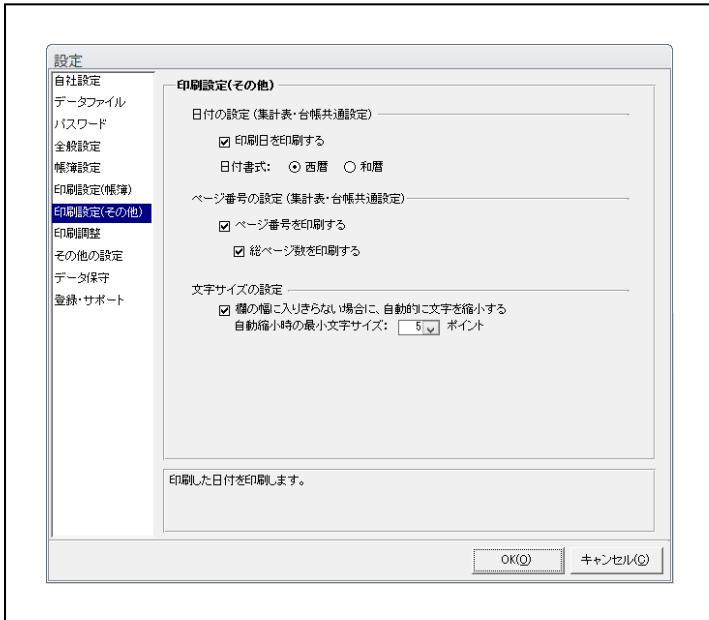 設定
自社設定
データファイル
パスワード
全般設定
帳簿設定
印刷設定(帳簿)
印刷設定(その他)
印刷調整
その他の設定
データ保守
登録・サポート
印刷設定(その他)
日付の設定 (集計表・台帳共通設定)
印刷日を印刷する
日付書式: 西暦 和暦
ページ番号の設定 (集計表・台帳共通設定)
ページ番号を印刷する
総ページ数を印刷する
文字サイズの設定
欄の幅に入りきらない場合に、自動的に文字を縮小する
自動縮小時の最小文字サイズ: 5 ポイント
印刷した日付を印刷します。
OK(O) キャンセル(C)